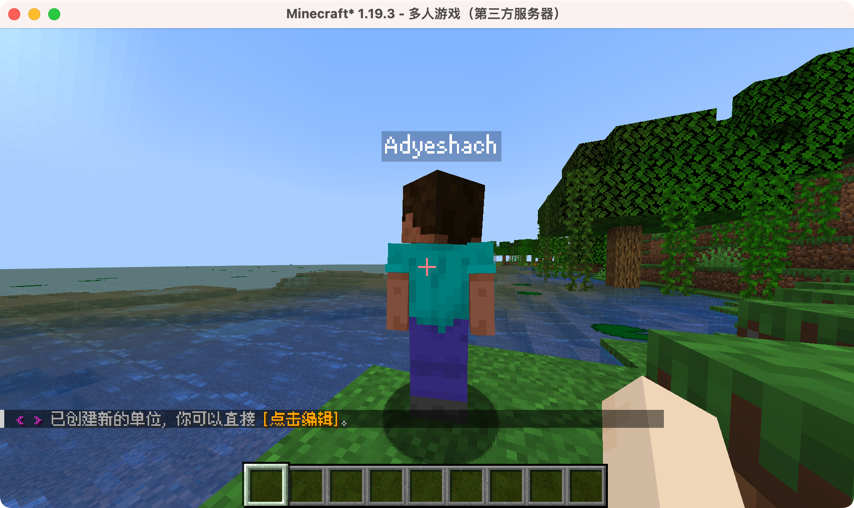 Minecraft* 1.19.3 - 多人游戏（第三方服务器）
Adyeshach
« » 已创建新的单位, 你可以直接 [点击编辑]。